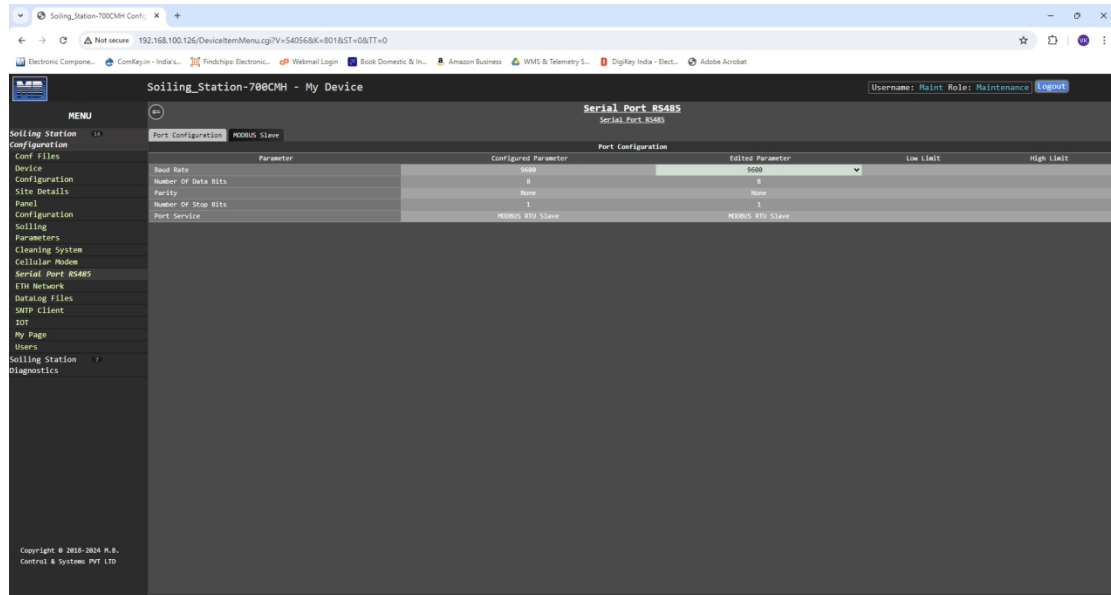 Soiling_Station-700CMH Config
Not secure 192.168.100.126/DeviceItemMenu.cgi?V=54056&K=801&ST=0&TT=0
VK
Electronic Compone... ComKey.in - India's... Findchips: Electronic... Webmail Login Book Domestic & In... Amazon Business WMS & Telemetry S... DigiKey India - Elect... Adobe Acrobat
Soiling_Station-700CMH - My Device
Username: Maint Role: Maintenance Logout
MENU
Serial Port RS485
Serial Port RS485
Soiling Station 14
Configuration
Conf Files
Device
Configuration
Site Details
Panel
Configuration
Soiling
Parameters
Cleaning System
Cellular Modem
Serial Port RS485
ETH Network
DataLog Files
SNTP Client
IOT
My Page
Users
Soiling Station 7
Diagnostics
Port Configuration MODBUS Slave
Port Configuration
Parameter Configured Parameter Edited Parameter Low Limit High Limit
Baud Rate 9600 9600
Number Of Data Bits 8 8
Parity None None
Number Of Stop Bits 1 1
Port Service MODBUS RTU Slave MODBUS RTU Slave
Copyright © 2018-2024 M.B.
Control & Systems PVT LTD